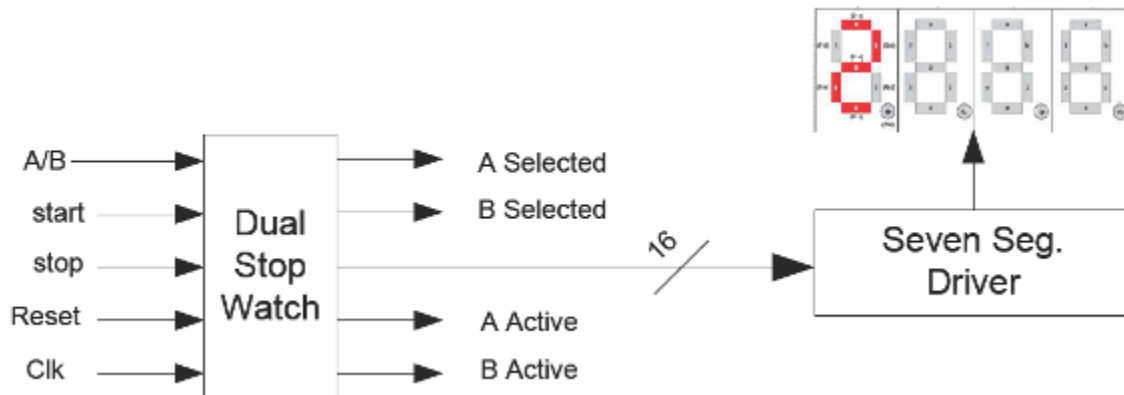 A/B
start
stop
Reset
Clk
Dual
Stop
Watch
A Selected
B Selected
16
A Active
B Active
Seven Seg.
Driver